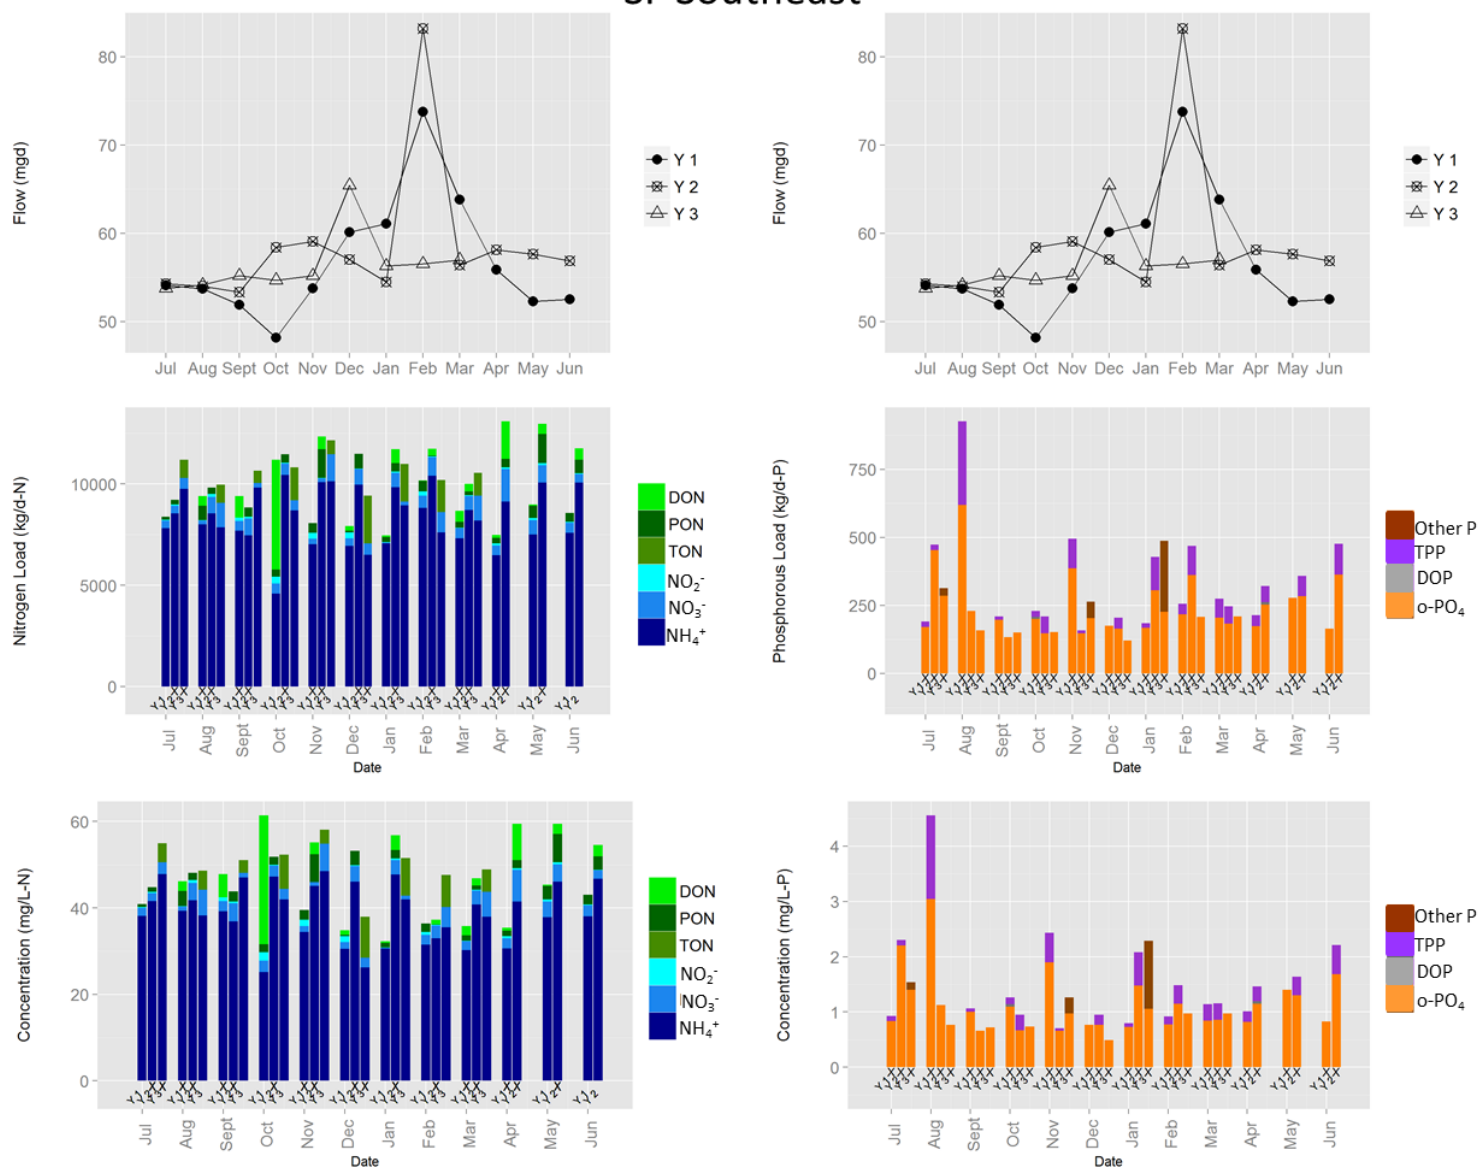 SF Southeast
80
70
60
50
Flow (mgd)
Jul Aug Sept Oct Nov Dec Jan Feb Mar Apr May Jun
Y 1
Y 2
Y 3
80
70
60
50
Flow (mgd)
Jul Aug Sept Oct Nov Dec Jan Feb Mar Apr May Jun
Y 1
Y 2
Y 3
10000
5000
0
Nitrogen Load (kg/d-N)
Jul Aug Sept Oct Nov Dec Jan Feb Mar Apr May Jun
Date
DON
PON
TON
NO₂⁻
NO₃⁻
NH₄⁺
750
500
250
0
Phosphorous Load (kg/d-P)
Jul Aug Sept Oct Nov Dec Jan Feb Mar Apr May Jun
Date
Other P
TPP
DOP
o-PO₄
60
40
20
0
Concentration (mg/L-N)
Jul Aug Sept Oct Nov Dec Jan Feb Mar Apr May Jun
Date
DON
PON
TON
NO₂⁻
NO₃⁻
NH₄⁺
4
3
2
1
0
Concentration (mg/L-P)
Jul Aug Sept Oct Nov Dec Jan Feb Mar Apr May Jun
Date
Other P
TPP
DOP
o-PO₄